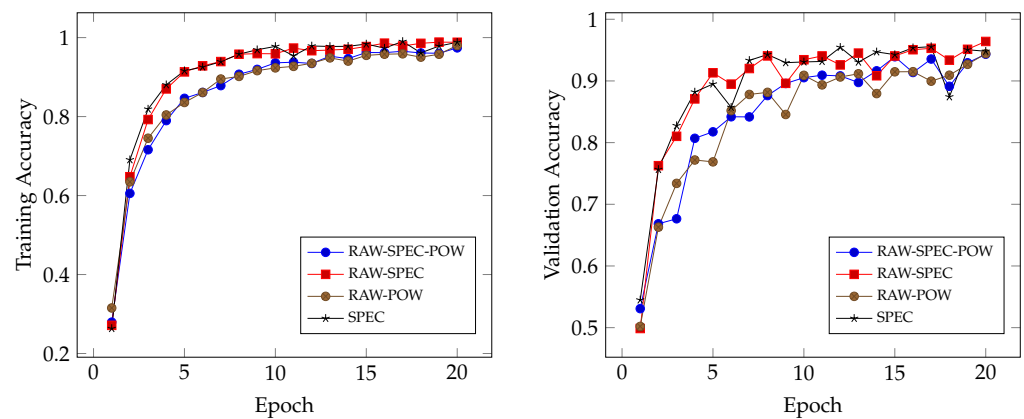 Training Accuracy
1
0.8
0.6
0.4
0.2
0
5
10
15
20
Epoch
RAW-SPEC-POW
RAW-SPEC
RAW-POW
SPEC
Validation Accuracy
1
0.9
0.8
0.7
0.6
0.5
0
5
10
15
20
Epoch
RAW-SPEC-POW
RAW-SPEC
RAW-POW
SPEC